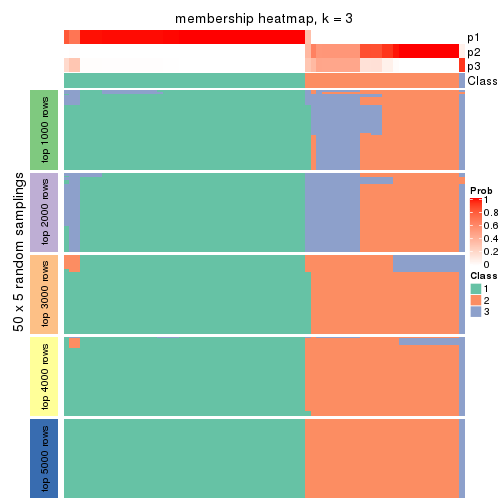 membership heatmap, k = 3
p1
p2
p3
Class
50 x 5 random samplings
top 1000 rows
top 2000 rows
top 3000 rows
top 4000 rows
top 5000 rows
Prob
1
0.8
0.6
0.4
0.2
0
Class
1
2
3